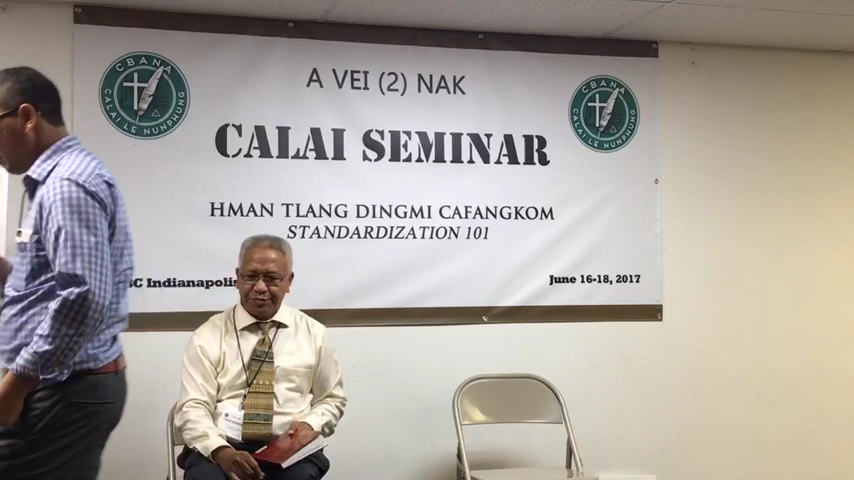 CBANA
CALAI LE NUNPHUNG
A VEI (2) NAK
CBANA
CALAI LE NUNPHUNG
CALAI SEMINAR
HMAN TLANG DINGMI CAFANGKOM
STANDARDIZATION 101
Indianapolis
June 16-18, 2017